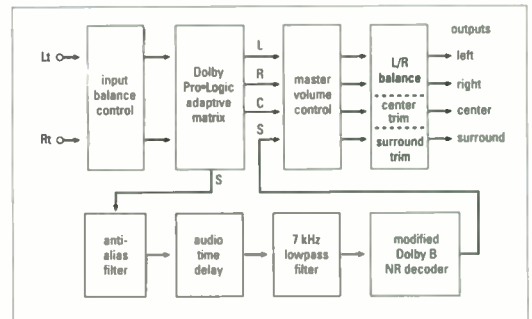 outputs
Lt
Rt
input
balance
control
Dolby
Pro-Logic
adaptive
matrix
L
R
C
S
master
volume
control
L/R
balance
center
trim
surround
trim
left
right
center
surround
S
anti-
alias
filter
audio
time
delay
7 kHz
lowpass
filter
modified
Dolby B
NR decoder